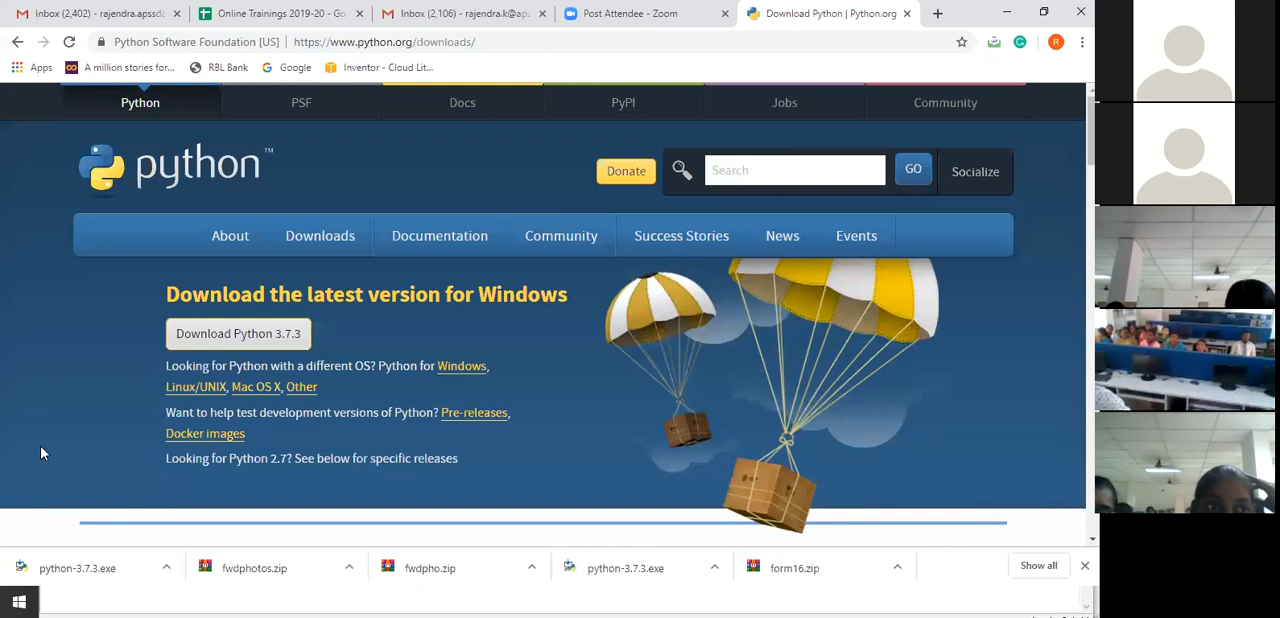 Inbox (2,402) - rajendra.apssdc
Online Trainings 2019-20 - Go
Inbox (2,106) - rajendra.k@aps
Post Attendee - Zoom
Download Python | Python.org
Python Software Foundation [US] | https://www.python.org/downloads/
R
Apps
A million stories for...
RBL Bank
Google
Inventor - Cloud Lit...
Python
PSF
Docs
PyPI
Jobs
Community
python™
Donate
Search
GO
Socialize
About
Downloads
Documentation
Community
Success Stories
News
Events
Download the latest version for Windows
Download Python 3.7.3
Looking for Python with a different OS? Python for Windows,
Linux/UNIX, Mac OS X, Other
Want to help test development versions of Python? Pre-releases,
Docker images
Looking for Python 2.7? See below for specific releases
python-3.7.3.exe
fwdphotos.zip
fwdpho.zip
python-3.7.3.exe
form16.zip
Show all